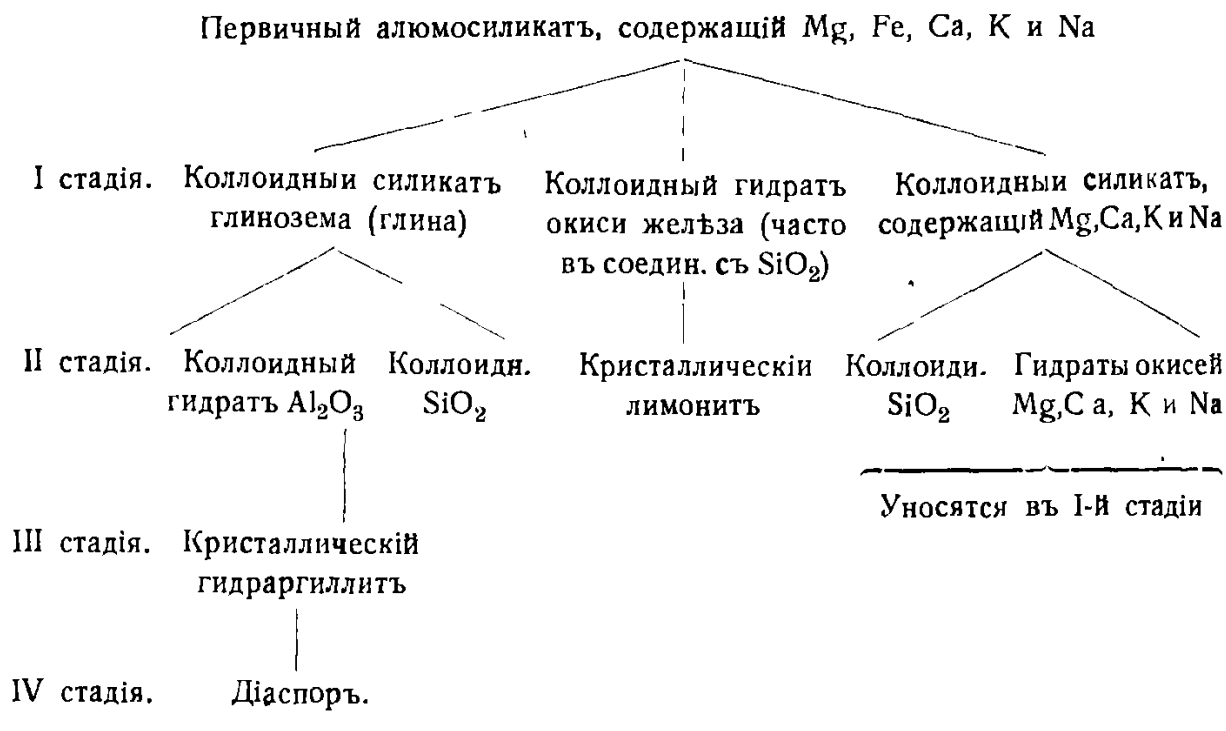 Первичный алюмосиликатъ, содержащій Mg, Fe, Ca, K и Na
I стадія. Коллоидныи силикатъ глинозема (глина)
Коллоидный гидратъ окиси желѣза (часто въ соедин. съ SiO₂)
Коллоидныи силикатъ, содержащій Mg,Ca,K и Na
II стадія. Коллоидный гидратъ Al₂O₃
Коллоидн. SiO₂
Кристаллическіи лимонитъ
Коллоиди. SiO₂
Гидраты окисей Mg,C a, K и Na
Уносятся въ I-й стадіи
III стадія. Кристаллическій гидраргиллитъ
IV стадія. Діаспоръ.